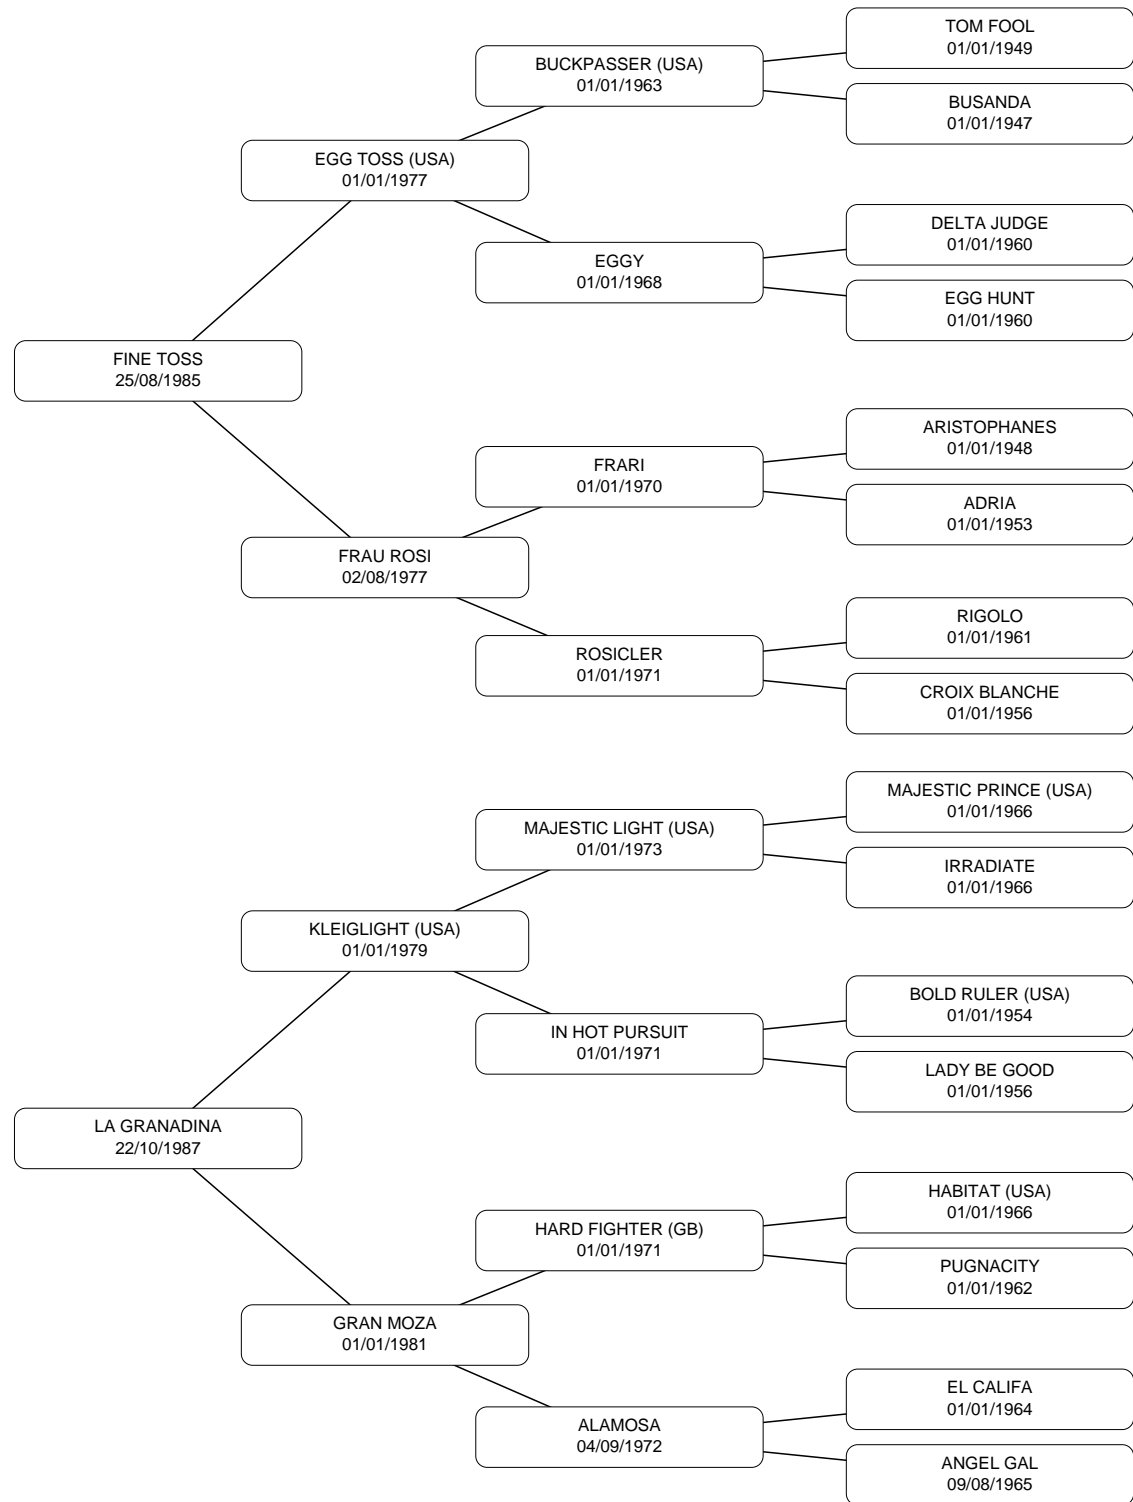 TOM FOOL
01/01/1949
BUCKPASSER (USA)
01/01/1963
BUSANDA
01/01/1947
EGG TOSS (USA)
01/01/1977
DELTA JUDGE
01/01/1960
EGGY
01/01/1968
EGG HUNT
01/01/1960
FINE TOSS
25/08/1985
ARISTOPHANES
01/01/1948
FRARI
01/01/1970
ADRIA
01/01/1953
FRAU ROSI
02/08/1977
RIGOLO
01/01/1961
ROSICLER
01/01/1971
CROIX BLANCHE
01/01/1956
MAJESTIC PRINCE (USA)
01/01/1966
MAJESTIC LIGHT (USA)
01/01/1973
IRRADIATE
01/01/1966
KLEIGLIGHT (USA)
01/01/1979
BOLD RULER (USA)
01/01/1954
IN HOT PURSUIT
01/01/1971
LADY BE GOOD
01/01/1956
LA GRANADINA
22/10/1987
HABITAT (USA)
01/01/1966
HARD FIGHTER (GB)
01/01/1971
PUGNACITY
01/01/1962
GRAN MOZA
01/01/1981
EL CALIFA
01/01/1964
ALAMOSA
04/09/1972
ANGEL GAL
09/08/1965